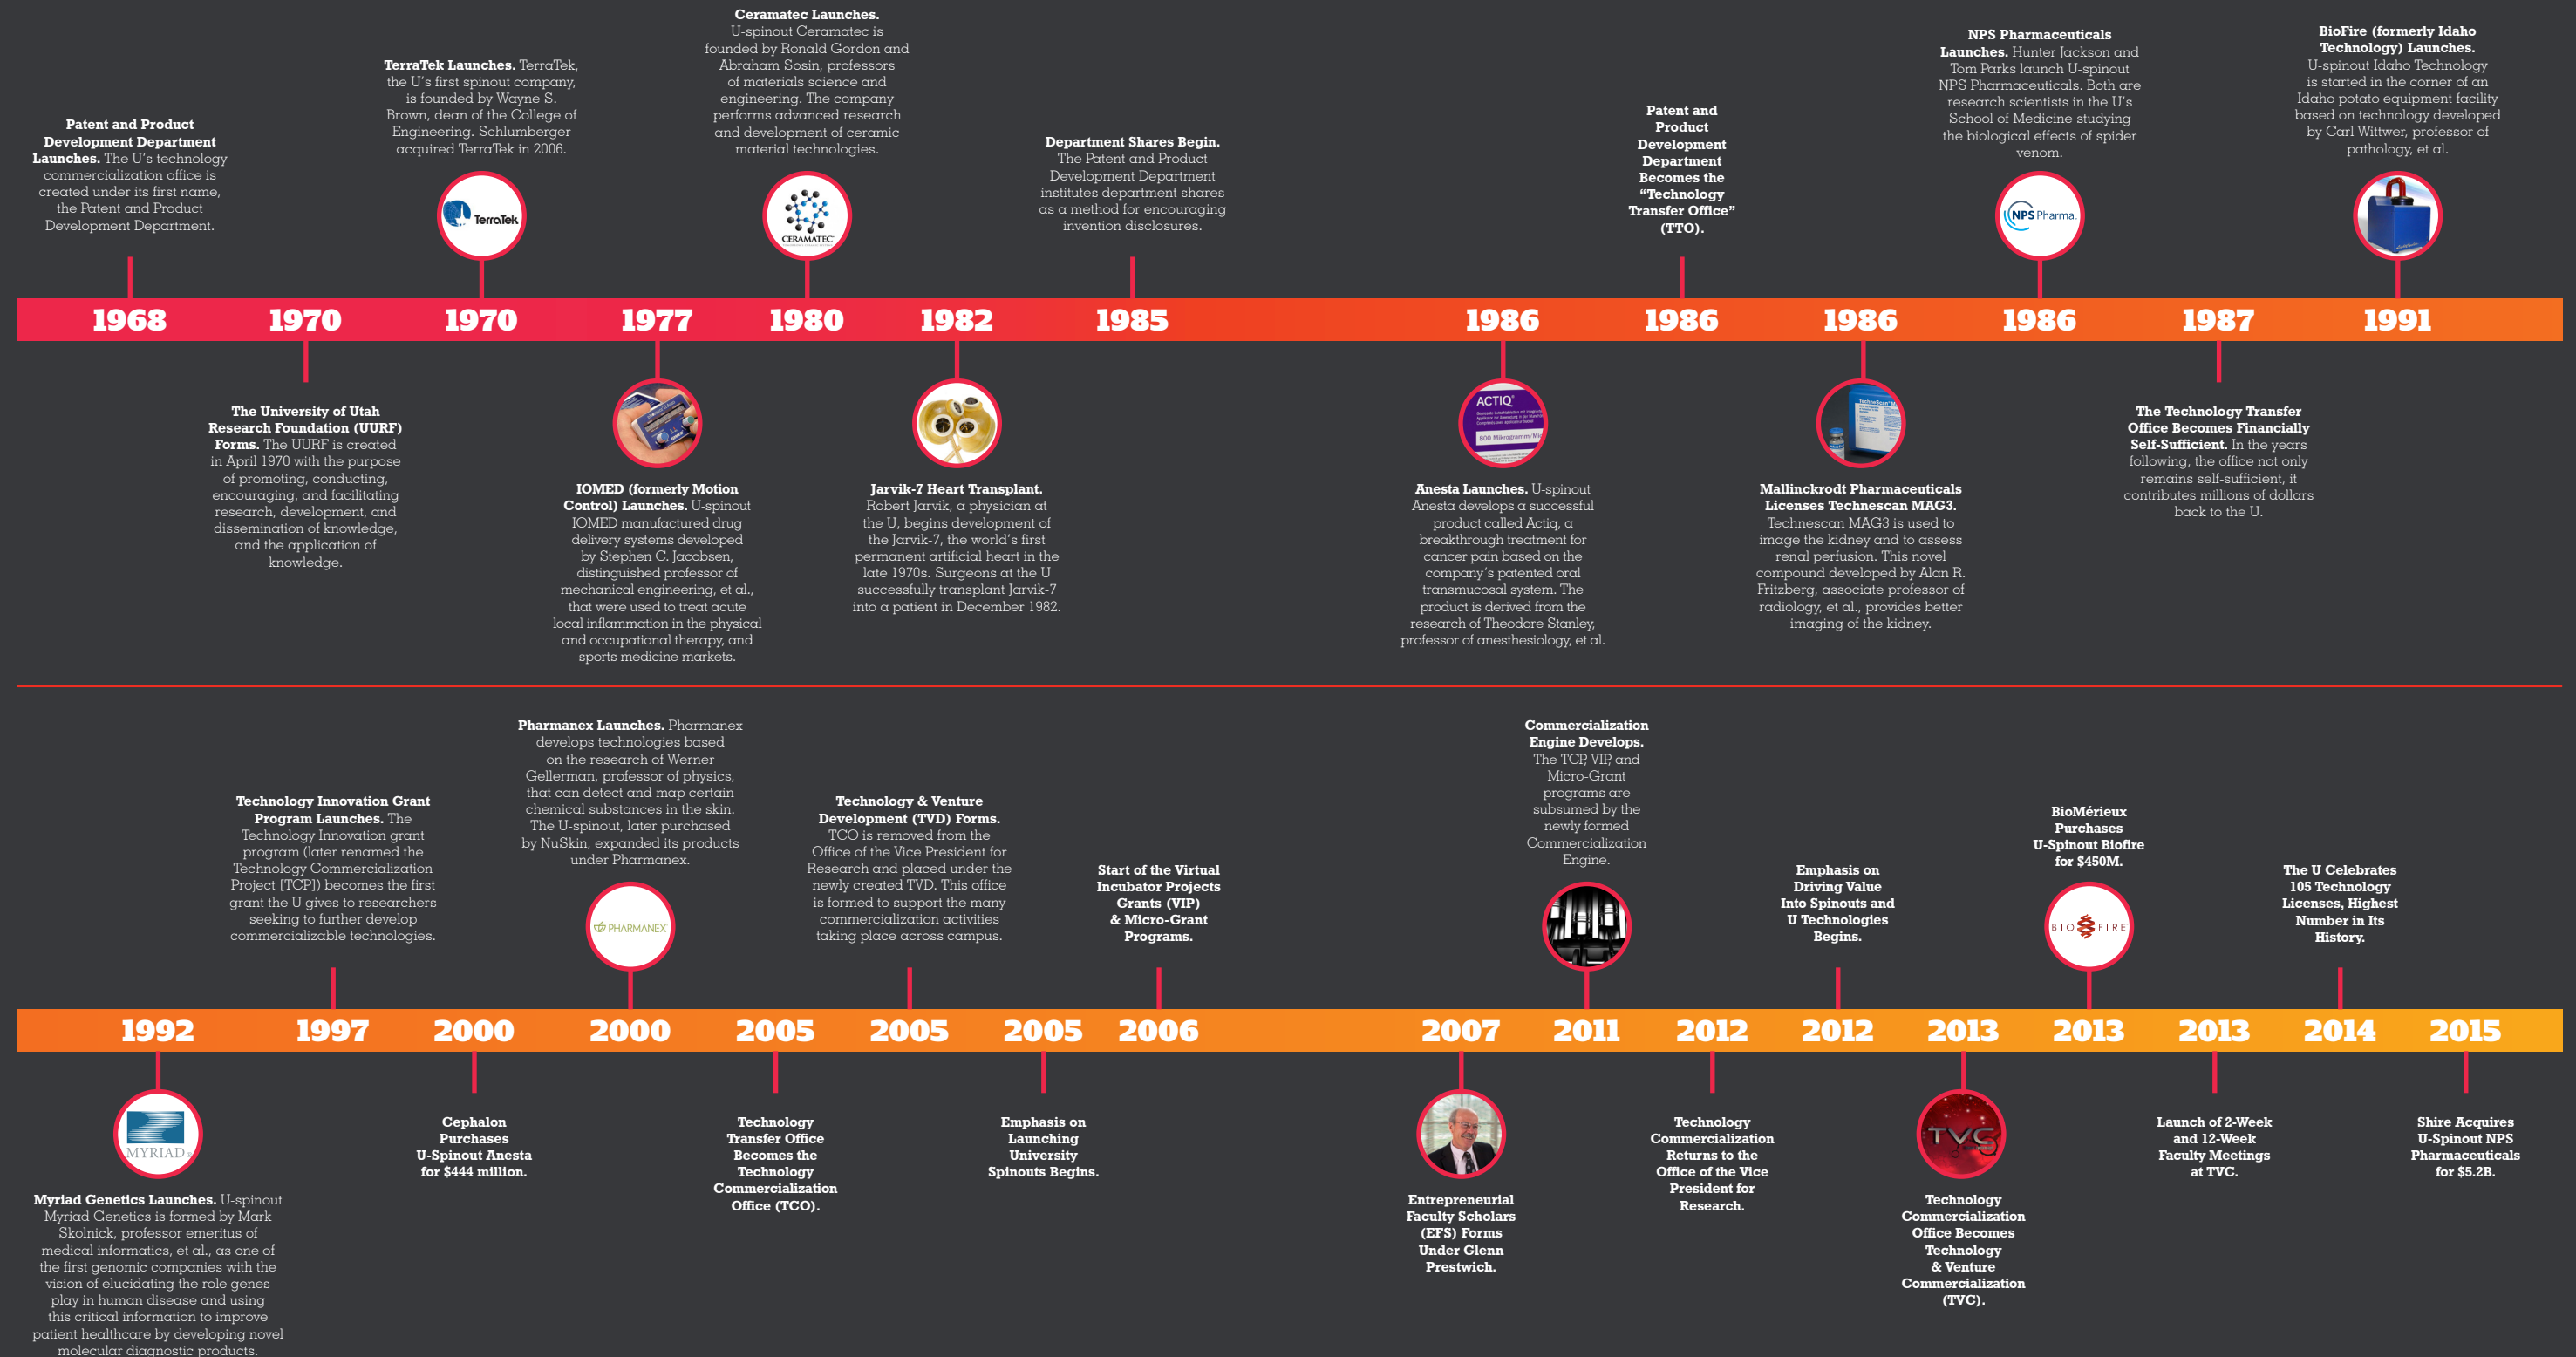 Patent and Product
Development Department
Launches. The U's technology
commercialization office is
created under its first name,
the Patent and Product
Development Department.
TerraTek Launches. TerraTek,
the U's first spinout company,
is founded by Wayne S.
Brown, dean of the College of
Engineering. Schlumberger
acquired TerraTek in 2006.
TerraTek
Ceramatec Launches.
U-spinout Ceramatec is
founded by Ronald Gordon and
Abraham Sosin, professors
of materials science and
engineering. The company
performs advanced research
and development of ceramic
material technologies.
CERAMATEC
Department Shares Begin.
The Patent and Product
Development Department
institutes department shares
as a method for encouraging
invention disclosures.
Patent and
Product
Development
Department
Becomes the
“Technology
Transfer Office”
(TTO).
NPS Pharmaceuticals
Launches. Hunter Jackson and
Tom Parks launch U-spinout
NPS Pharmaceuticals. Both are
research scientists in the U's
School of Medicine studying
the biological effects of spider
venom.
NPS Pharma.
BioFire (formerly Idaho
Technology) Launches.
U-spinout Idaho Technology
is started in the corner of an
Idaho potato equipment facility
based on technology developed
by Carl Wittwer, professor of
pathology, et al.
1968 1970 1970 1977 1980 1982 1985 1986 1986 1986 1986 1987 1991
The University of Utah
Research Foundation (UURF)
Forms. The UURF is created
in April 1970 with the purpose
of promoting, conducting,
encouraging, and facilitating
research, development, and
dissemination of knowledge,
and the application of
knowledge.
IOMED (formerly Motion
Control) Launches. U-spinout
IOMED manufactured drug
delivery systems developed
by Stephen C. Jacobsen,
distinguished professor of
mechanical engineering, et al.,
that were used to treat acute
local inflammation in the physical
and occupational therapy, and
sports medicine markets.
Jarvik-7 Heart Transplant.
Robert Jarvik, a physician at
the U, begins development of
the Jarvik-7, the world's first
permanent artificial heart in the
late 1970s. Surgeons at the U
successfully transplant Jarvik-7
into a patient in December 1982.
ACTIQ
800 Mikrogramm/
Anesta Launches. U-spinout
Anesta develops a successful
product called Actiq, a
breakthrough treatment for
cancer pain based on the
company's patented oral
transmucosal system. The
product is derived from the
research of Theodore Stanley,
professor of anesthesiology, et al.
Mallinckrodt Pharmaceuticals
Licenses Technescan MAG3.
Technescan MAG3 is used to
image the kidney and to assess
renal perfusion. This novel
compound developed by Alan R.
Fritzberg, associate professor of
radiology, et al., provides better
imaging of the kidney.
The Technology Transfer
Office Becomes Financially
Self-Sufficient. In the years
following, the office not only
remains self-sufficient, it
contributes millions of dollars
back to the U.
Technology Innovation Grant
Program Launches. The
Technology Innovation grant
program (later renamed the
Technology Commercialization
Project [TCP]) becomes the first
grant the U gives to researchers
seeking to further develop
commercializable technologies.
Pharmanex Launches. Pharmanex
develops technologies based
on the research of Werner
Gellerman, professor of physics,
that can detect and map certain
chemical substances in the skin.
The U-spinout, later purchased
by NuSkin, expanded its products
under Pharmanex.
PHARMANEX
Technology & Venture
Development (TVD) Forms.
TCO is removed from the
Office of the Vice President for
Research and placed under the
newly created TVD. This office
is formed to support the many
commercialization activities
taking place across campus.
Start of the Virtual
Incubator Projects
Grants (VIP)
& Micro-Grant
Programs.
Commercialization
Engine Develops.
The TCP, VIP, and
Micro-Grant
programs are
subsumed by the
newly formed
Commercialization
Engine.
Emphasis on
Driving Value
Into Spinouts and
U Technologies
Begins.
BioMérieux
Purchases
U-Spinout Biofire
for $450M.
BIO FIRE
The U Celebrates
105 Technology
Licenses, Highest
Number in Its
History.
1992 1997 2000 2000 2005 2005 2005 2006 2007 2011 2012 2012 2013 2013 2013 2014 2015
MYRIAD
Myriad Genetics Launches. U-spinout
Myriad Genetics is formed by Mark
Skolnick, professor emeritus of
medical informatics, et al., as one of
the first genomic companies with the
vision of elucidating the role genes
play in human disease and using
this critical information to improve
patient healthcare by developing novel
molecular diagnostic products.
Cephalon
Purchases
U-Spinout Anesta
for $444 million.
Technology
Transfer Office
Becomes the
Technology
Commercialization
Office (TCO).
Emphasis on
Launching
University
Spinouts Begins.
Entrepreneurial
Faculty Scholars
(EFS) Forms
Under Glenn
Prestwich.
Technology
Commercialization
Returns to the
Office of the Vice
President for
Research.
TVC
Technology
Commercialization
Office Becomes
Technology
& Venture
Commercialization
(TVC).
Launch of 2-Week
and 12-Week
Faculty Meetings
at TVC.
Shire Acquires
U-Spinout NPS
Pharmaceuticals
for $5.2B.